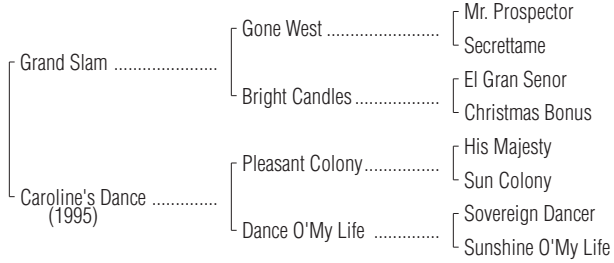 Mr. Prospector
Gone West ........................
Secrettame
Grand Slam ......................
El Gran Senor
Bright Candles ..................
Christmas Bonus
His Majesty
Pleasant Colony ................
Sun Colony
Caroline's Dance ..............
(1995)
Sovereign Dancer
Dance O'My Life ..............
Sunshine O'My Life